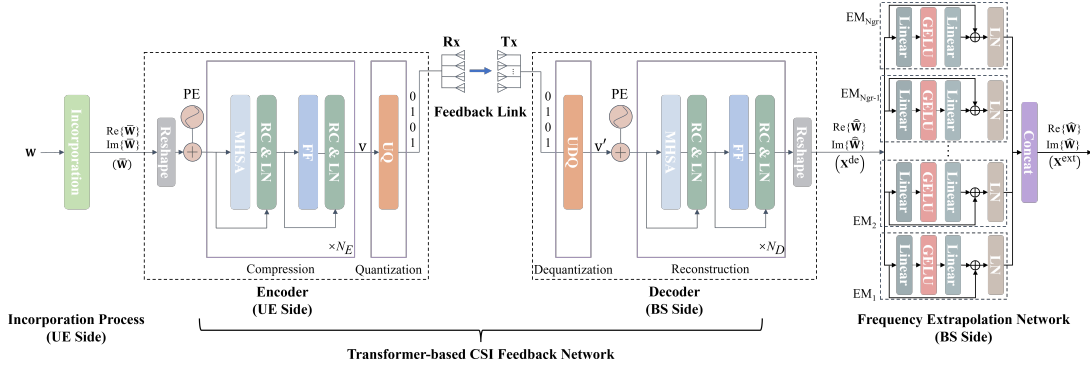 W
Incorporation
Re{W̄}
Im{W̄}
(W̄)
Reshape
PE
MHSA
RC & LN
FF
RC & LN
×N_E
Compression
V
UQ
Quantization
0
1
0
1
Encoder
(UE Side)
Rx
Tx
Feedback Link
0
1
0
1
UDQ
Dequantization
V'
PE
MHSA
RC & LN
FF
RC & LN
×N_D
Reconstruction
Reshape
Decoder
(BS Side)
(X^de)
EM_Ngr
Linear
GELU
Linear
LN
EM_Ngr-1
Linear
GELU
Linear
LN
EM_2
Linear
GELU
Linear
LN
EM_1
Linear
GELU
Linear
LN
Concat
Re{Ŵ}
Im{Ŵ}
(X^ext)
Incorporation Process
(UE Side)
Transformer-based CSI Feedback Network
Frequency Extrapolation Network
(BS Side)